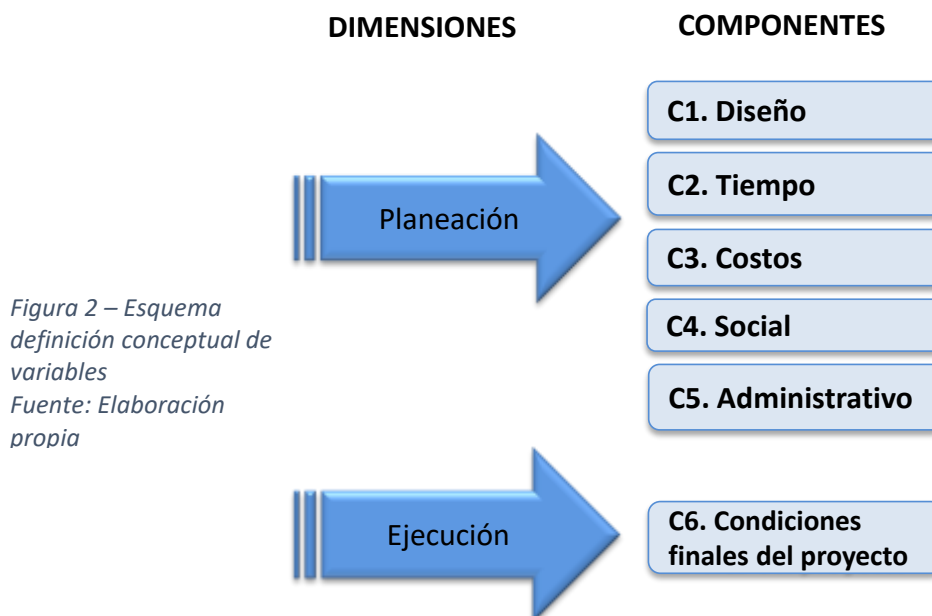 DIMENSIONES
COMPONENTES
C1. Diseño
C2. Tiempo
Planeación
C3. Costos
C4. Social
C5. Administrativo
Figura 2 – Esquema
definición conceptual de
variables
Fuente: Elaboración
propia
Ejecución
C6. Condiciones
finales del proyecto